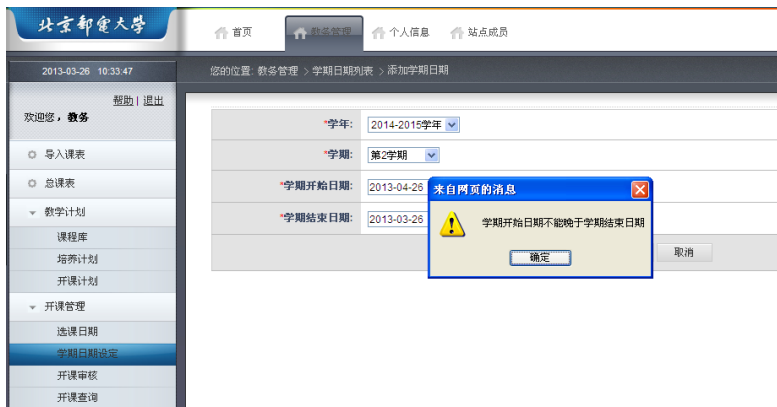 北京邮电大学
首页 教务管理 个人信息 站点成员
2013-03-26 10:33:47
您的位置: 教务管理 > 学期日期列表 > 添加学期日期
帮助 | 退出
欢迎您，教务
导入课表
总课表
教学计划
课程库
培养计划
开课计划
开课管理
选课日期
学期日期设定
开课审核
开课查询
*学年: 2014-2015学年
*学期: 第2学期
*学期开始日期: 2013-04-26
*学期结束日期: 2013-03-26
取消
来自网页的消息
学期开始日期不能晚于学期结束日期
确定